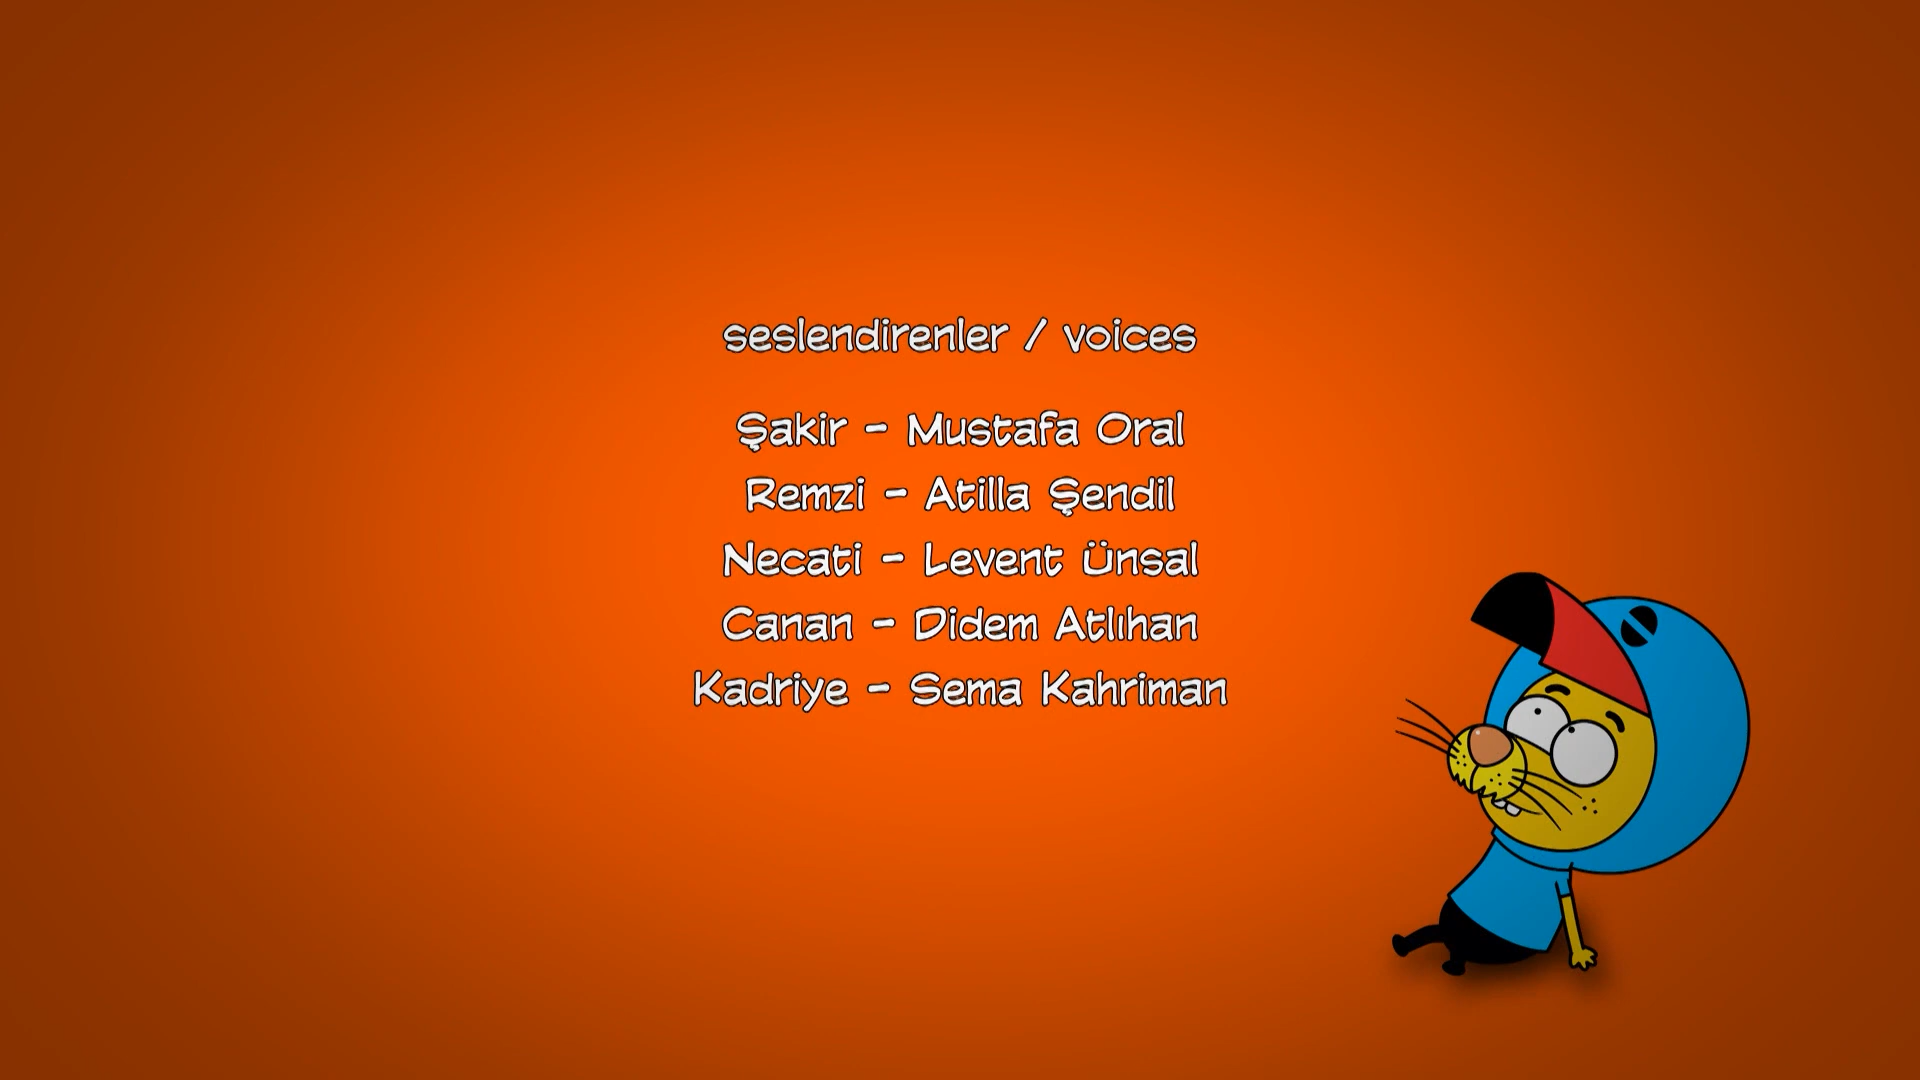 seslendirenler / voices
Şakir - Mustafa Oral
Remzi - Atilla Şendil
Necati - Levent Ünsal
Canan - Didem Atlıhan
Kadriye - Sema Kahriman